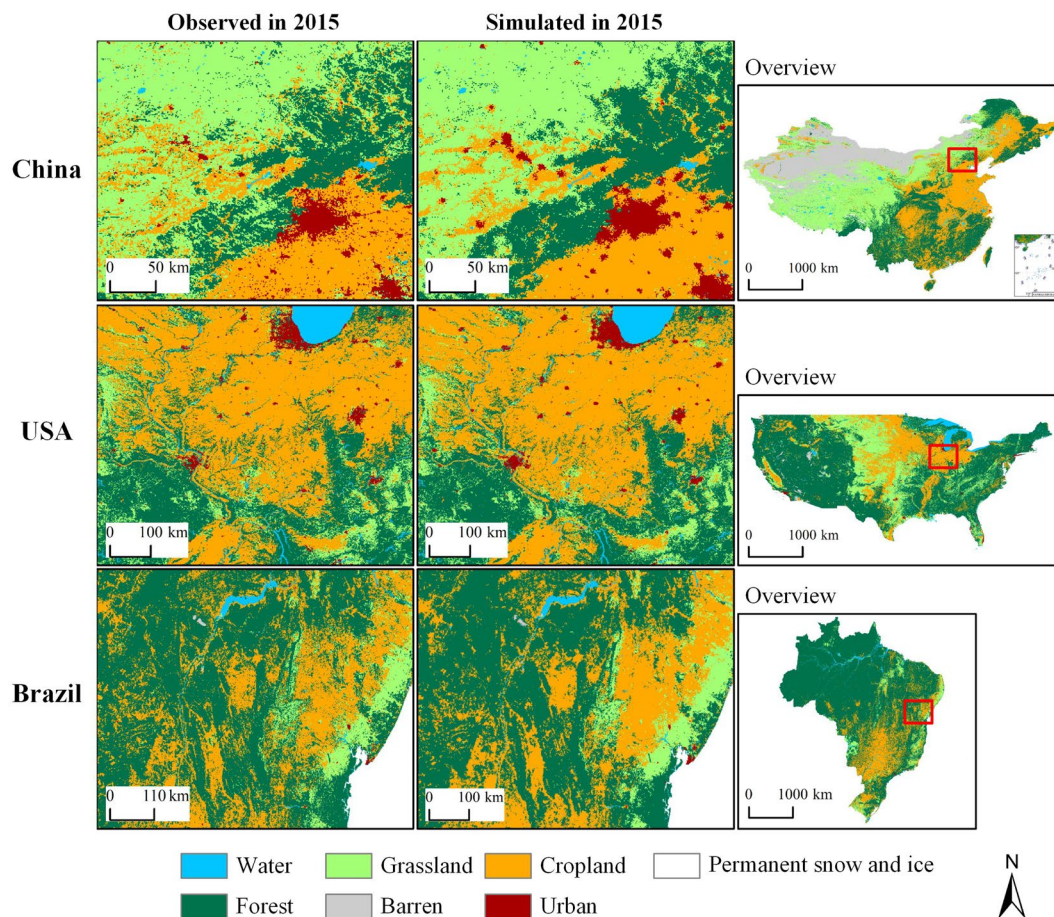 Observed in 2015
Simulated in 2015
Overview
China
0 50 km
0 50 km
0 1000 km
Overview
USA
0 100 km
0 100 km
0 1000 km
Overview
Brazil
0 110 km
0 100 km
0 1000 km
Water
Grassland
Cropland
Permanent snow and ice
Forest
Barren
Urban
N